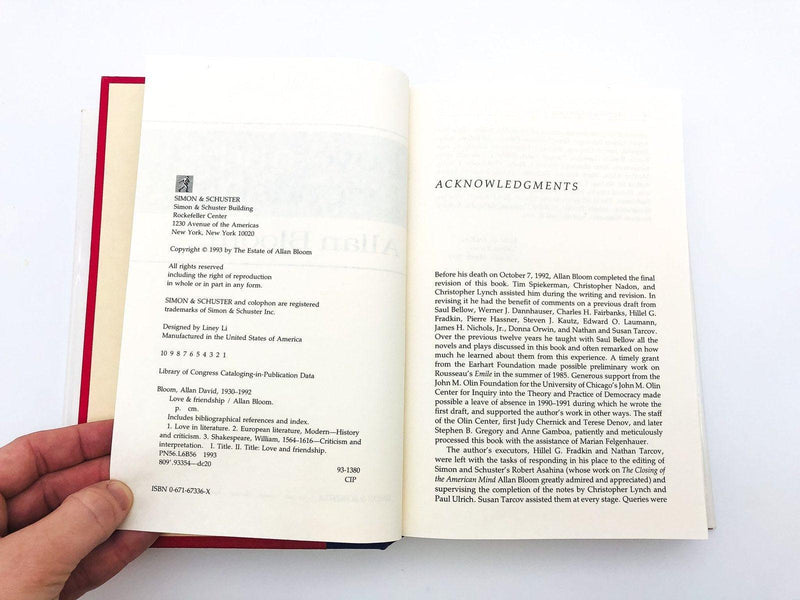 SIMON & SCHUSTER
Simon & Schuster Building
Rockefeller Center
1230 Avenue of the Americas
New York, New York 10020
Copyright © 1993 by The Estate of Allan Bloom
All rights reserved
including the right of reproduction
in whole or in part in any form.
SIMON & SCHUSTER and colophon are registered
trademarks of Simon & Schuster Inc.
Designed by Liney Li
Manufactured in the United States of America
10 9 8 7 6 5 4 3 2 1
Library of Congress Cataloging-in-Publication Data
Bloom, Allan David, 1930–1992
Love & friendship / Allan Bloom.
p. cm.
Includes bibliographical references and index.
1. Love in literature. 2. European literature, Modern—History
and criticism. 3. Shakespeare, William, 1564–1616—Criticism and
interpretation. I. Title. II. Title: Love and friendship.
PN56.L6B56 1993
809'.93354—dc20 93-1380
CIP
ISBN 0-671-67336-X
ACKNOWLEDGMENTS
Before his death on October 7, 1992, Allan Bloom completed the final
revision of this book. Tim Spiekerman, Christopher Nadon, and
Christopher Lynch assisted him during the writing and revision. In
revising it he had the benefit of comments on a previous draft from
Saul Bellow, Werner J. Dannhauser, Charles H. Fairbanks, Hillel G.
Fradkin, Pierre Hassner, Steven J. Kautz, Edward O. Laumann,
James H. Nichols, Jr., Donna Orwin, and Nathan and Susan Tarcov.
Over the previous twelve years he taught with Saul Bellow all the
novels and plays discussed in this book and often remarked on how
much he learned about them from this experience. A timely grant
from the Earhart Foundation made possible preliminary work on
Rousseau's Emile in the summer of 1985. Generous support from the
John M. Olin Foundation for the University of Chicago's John M. Olin
Center for Inquiry into the Theory and Practice of Democracy made
possible a leave of absence in 1990–1991 during which he wrote the
first draft, and supported the author's work in other ways. The staff
of the Olin Center, first Judy Chernick and Terese Denov, and later
Stephen B. Gregory and Anne Gamboa, patiently and meticulously
processed this book with the assistance of Marian Felgenhauer.
The author's executors, Hillel G. Fradkin and Nathan Tarcov,
were left with the tasks of responding in his place to the editing of
Simon and Schuster's Robert Asahina (whose work on The Closing of
the American Mind Allan Bloom greatly admired and appreciated) and
supervising the completion of the notes by Christopher Lynch and
Paul Ulrich. Susan Tarcov assisted them at every stage. Queries were